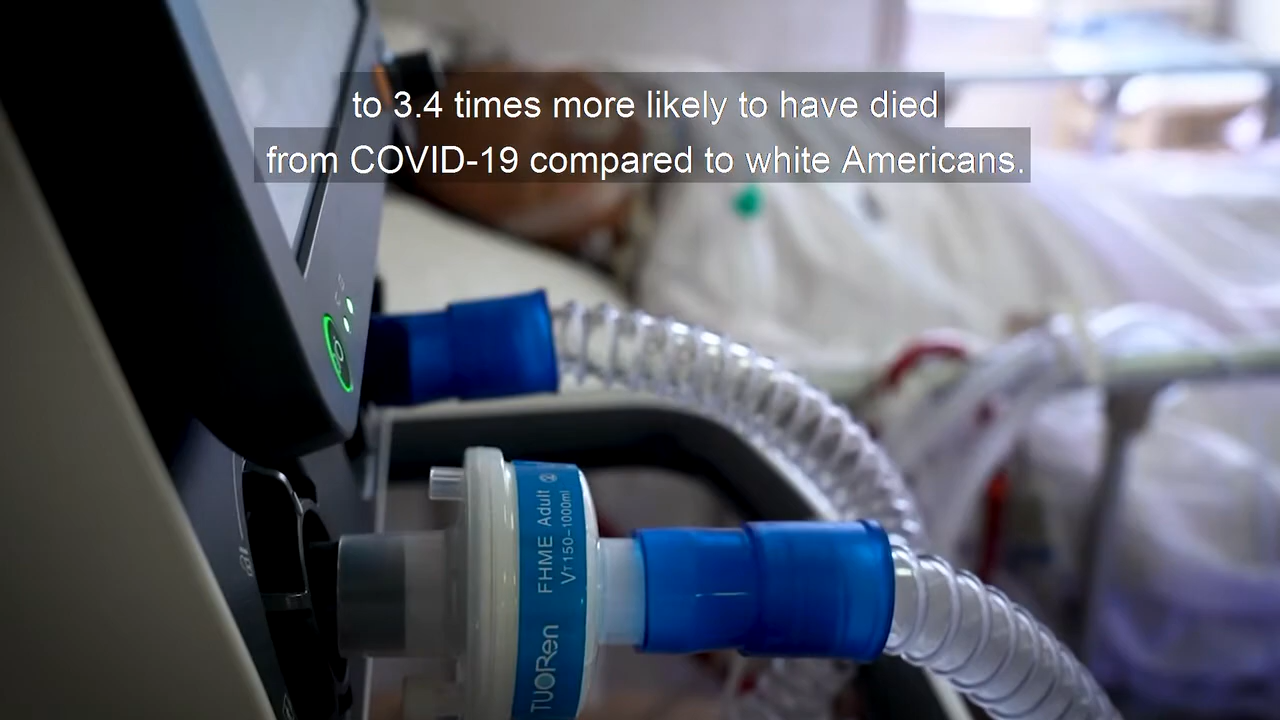 to 3.4 times more likely to have died
from COVID-19 compared to white Americans.
FHME Adult
VT150-1000ml
TUORen